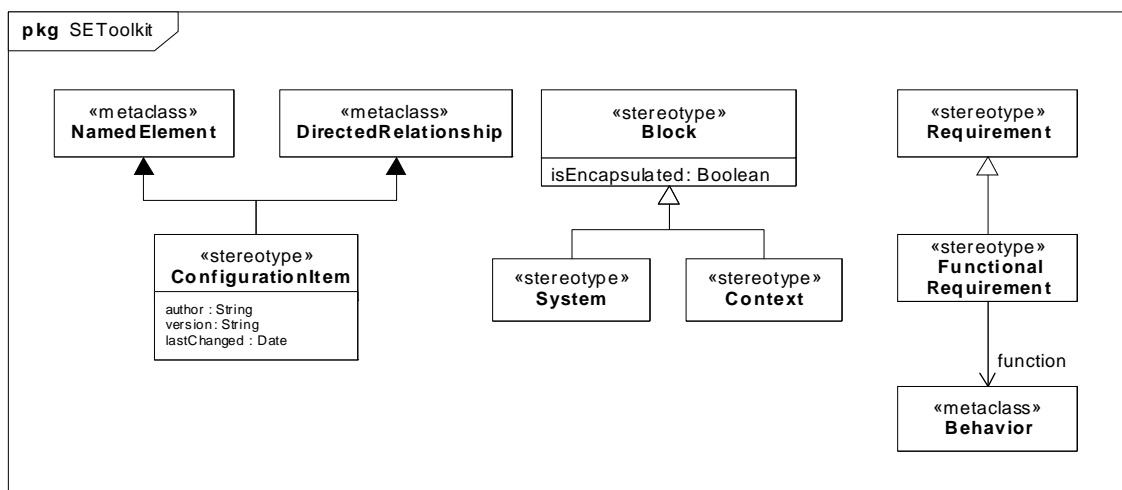 pkg SEToolkit
«metaclass»
NamedElement
«metaclass»
DirectedRelationship
«stereotype»
ConfigurationItem
author : String
version : String
lastChanged : Date
«stereotype»
Block
isEncapsulated : Boolean
«stereotype»
System
«stereotype»
Context
«stereotype»
Requirement
«stereotype»
Functional
Requirement
function
«metaclass»
Behavior